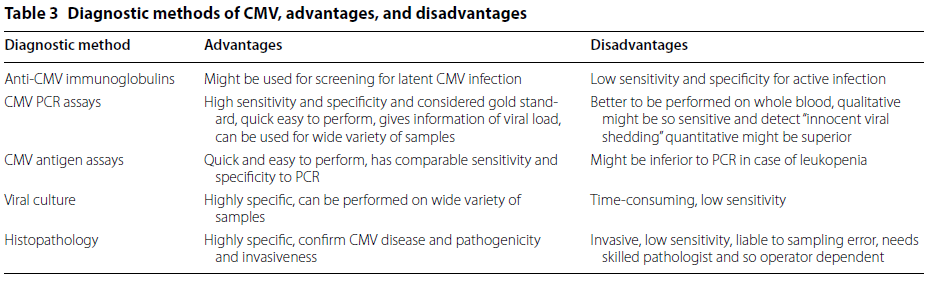 Table 3 Diagnostic methods of CMV, advantages, and disadvantages
Diagnostic method Advantages Disadvantages
Anti-CMV immunoglobulins Might be used for screening for latent CMV infection Low sensitivity and specificity for active infection
CMV PCR assays High sensitivity and specificity and considered gold stand- Better to be performed on whole blood, qualitative
ard, quick easy to perform, gives information of viral load, might be so sensitive and detect “innocent viral
can be used for wide variety of samples shedding” quantitative might be superior
CMV antigen assays Quick and easy to perform, has comparable sensitivity and Might be inferior to PCR in case of leukopenia
specificity to PCR
Viral culture Highly specific, can be performed on wide variety of Time-consuming, low sensitivity
samples
Histopathology Highly specific, confirm CMV disease and pathogenicity Invasive, low sensitivity, liable to sampling error, needs
and invasiveness skilled pathologist and so operator dependent